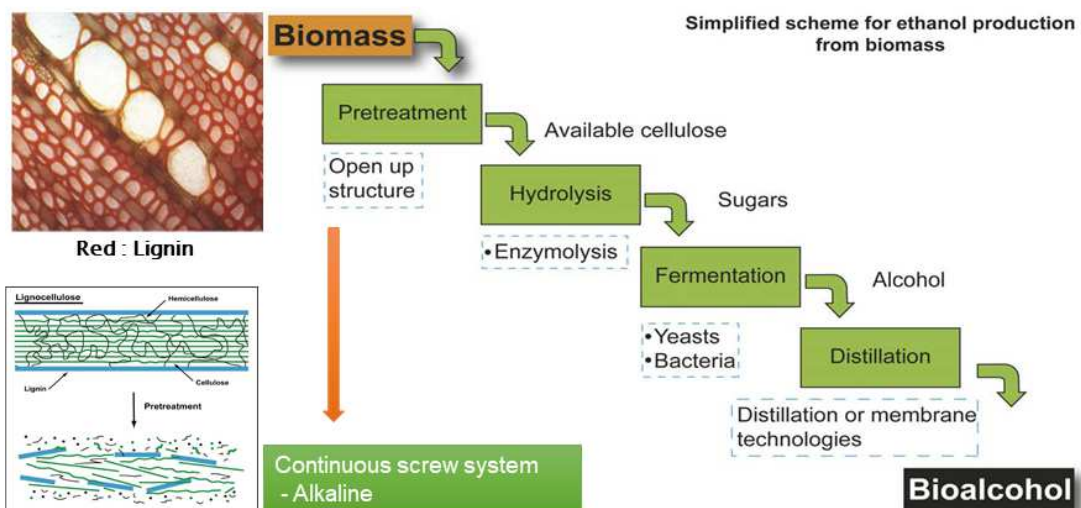 Simplified scheme for ethanol production
from biomass
Biomass
Pretreatment
Available cellulose
Open up
structure
Hydrolysis
Sugars
•Enzymolysis
Fermentation
Alcohol
•Yeasts
•Bacteria
Distillation
Distillation or membrane
technologies
Bioalcohol
Red : Lignin
Lignocellulose
Hemicellulose
Lignin
Cellulose
Pretreatment
Continuous screw system
- Alkaline